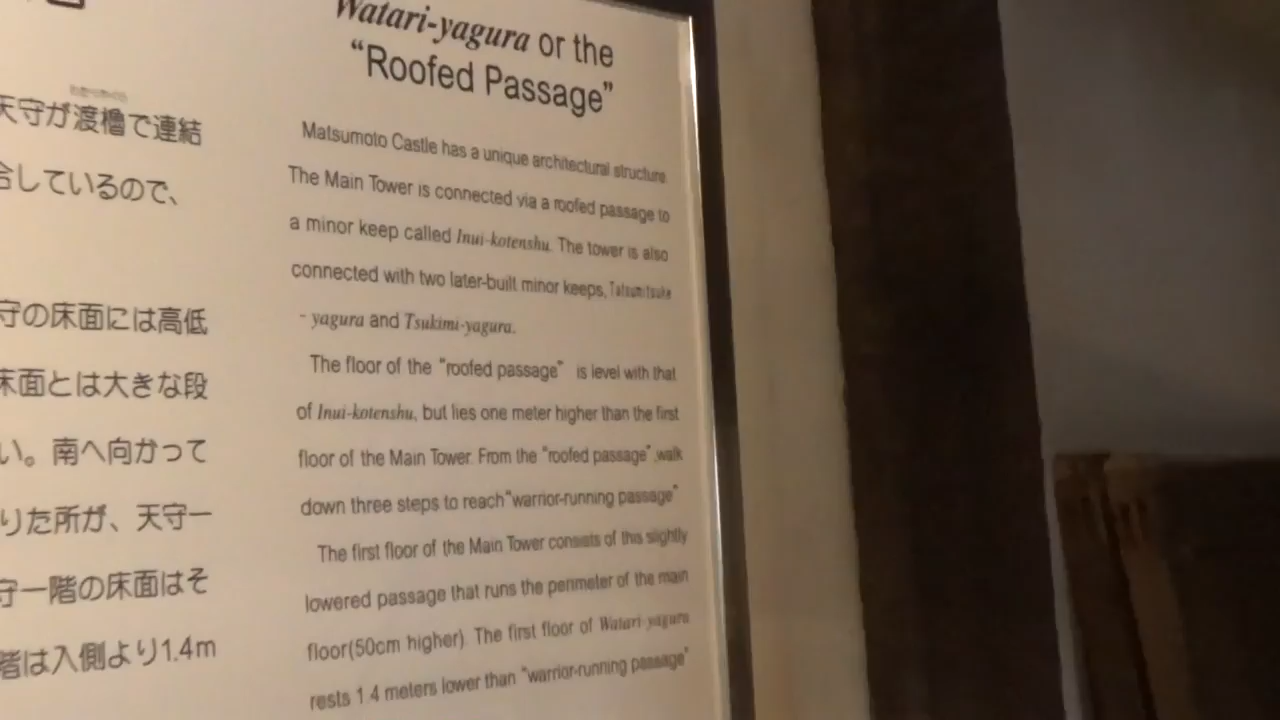 天守が渡櫓で連結
合しているので、
守の床面には高低
床面とは大きな段
い。南へ向かって
りた所が、天守一
守一階の床面はそ
階は入側より1.4m
Watari-yagura or the
“Roofed Passage”
Matsumoto Castle has a unique architectural structure.
The Main Tower is connected via a roofed passage to
a minor keep called Inui-kotenshu. The tower is also
connected with two later-built minor keeps, Tatsumitsuke
- yagura and Tsukimi-yagura.
The floor of the “roofed passage” is level with that
of Inui-kotenshu, but lies one meter higher than the first
floor of the Main Tower. From the “roofed passage”,walk
down three steps to reach“warrior-running passage”
The first floor of the Main Tower consists of this slightly
lowered passage that runs the perimeter of the main
floor(50cm higher). The first floor of Watari-yagura
rests 1.4 meters lower than “warrior-running passage”